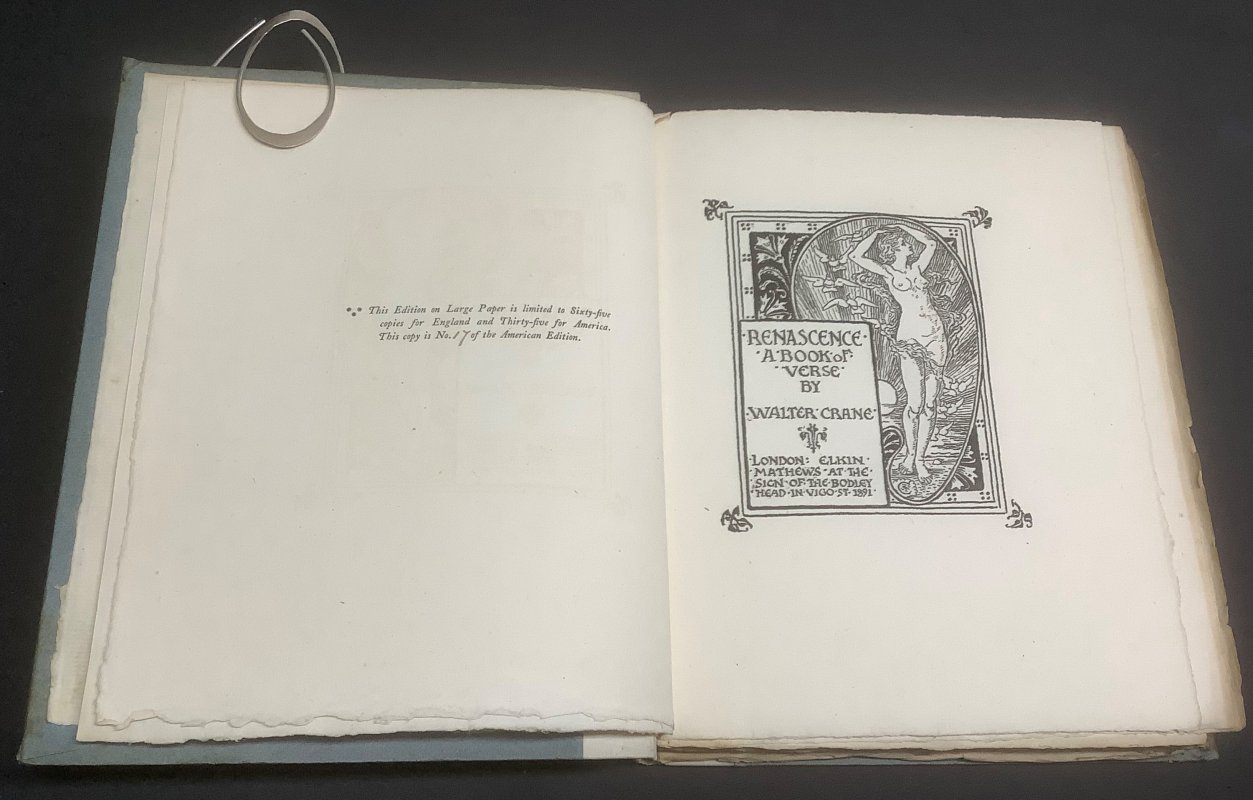 This Edition on Large Paper is limited to Sixty-five
copies for England and Thirty-five for America.
This copy is No. 17 of the American Edition.
·RENASCENCE·
·A·BOOK·of·
·VERSE·
BY
·WALTER·CRANE·
·LONDON: ELKIN·
·MATHEWS·AT·THE·
·SIGN·OF·THE·BODLEY
·HEAD·IN·VIGO·ST·1891·